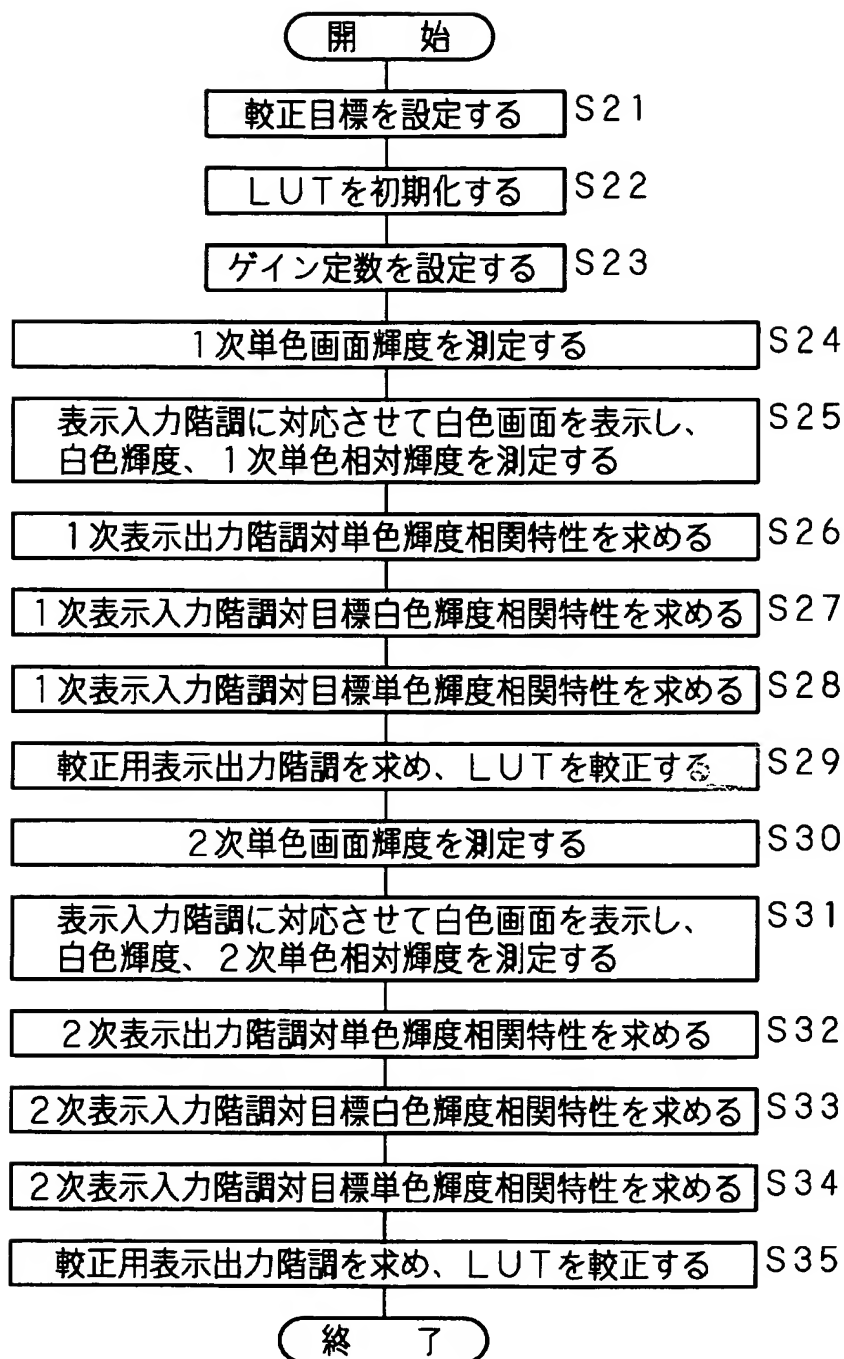 開　始
較正目標を設定する S21
LUTを初期化する S22
ゲイン定数を設定する S23
1次単色画面輝度を測定する S24
表示入力階調に対応させて白色画面を表示し、 S25
白色輝度、1次単色相対輝度を測定する
1次表示出力階調対単色輝度相関特性を求める S26
1次表示入力階調対目標白色輝度相関特性を求める S27
1次表示入力階調対目標単色輝度相関特性を求める S28
較正用表示出力階調を求め、LUTを較正する S29
2次単色画面輝度を測定する S30
表示入力階調に対応させて白色画面を表示し、 S31
白色輝度、2次単色相対輝度を測定する
2次表示出力階調対単色輝度相関特性を求める S32
2次表示入力階調対目標白色輝度相関特性を求める S33
2次表示入力階調対目標単色輝度相関特性を求める S34
較正用表示出力階調を求め、LUTを較正する S35
終　了